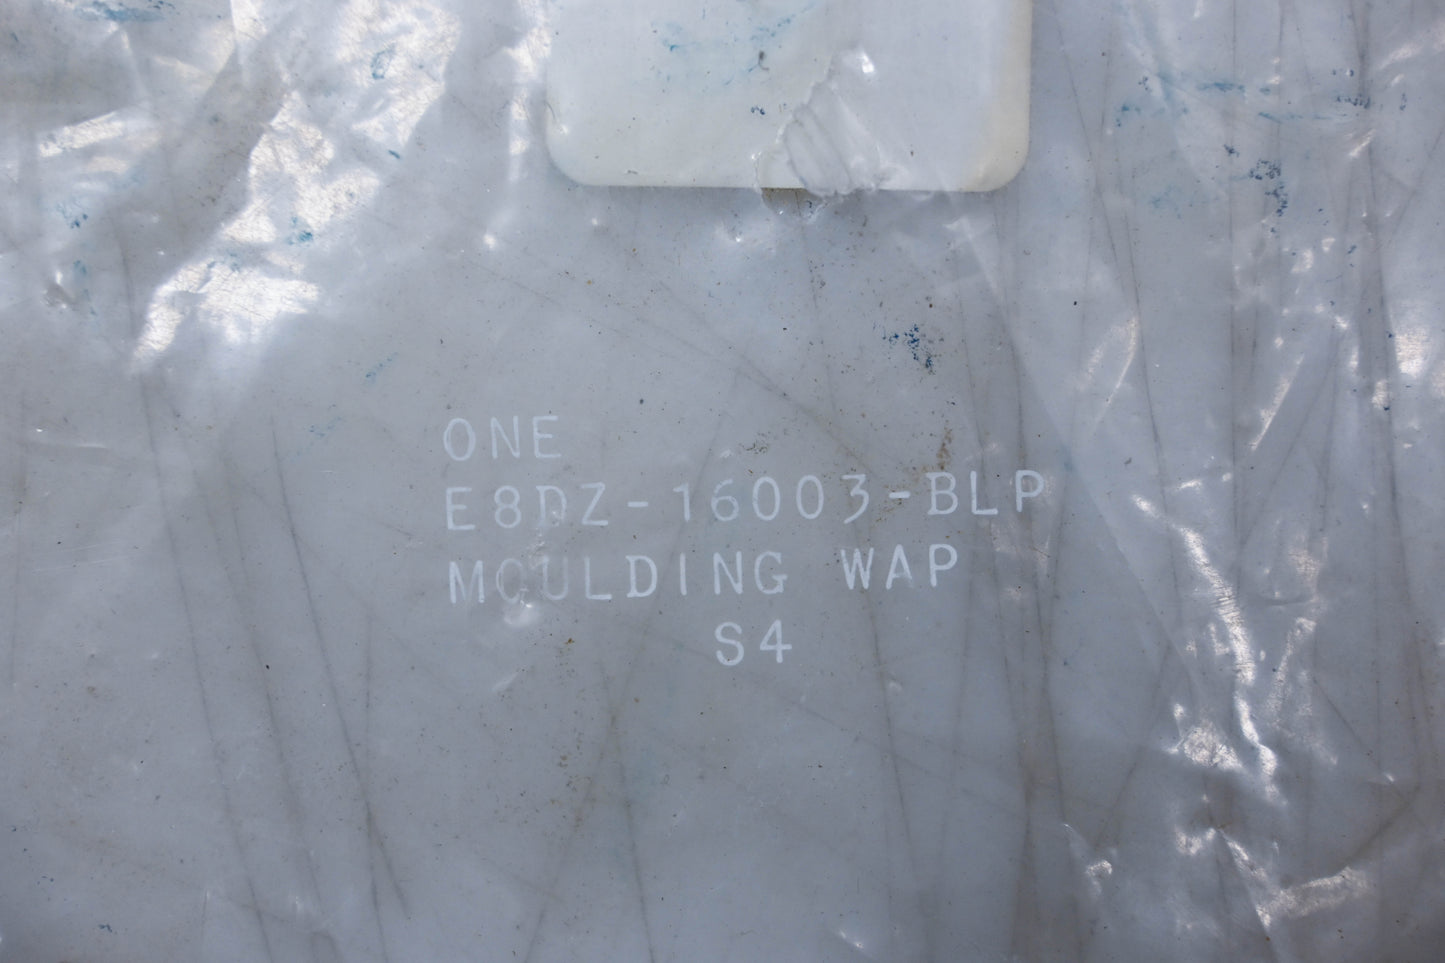 ONE
E8DZ-16003-BLP
MOULDING WAP
S4